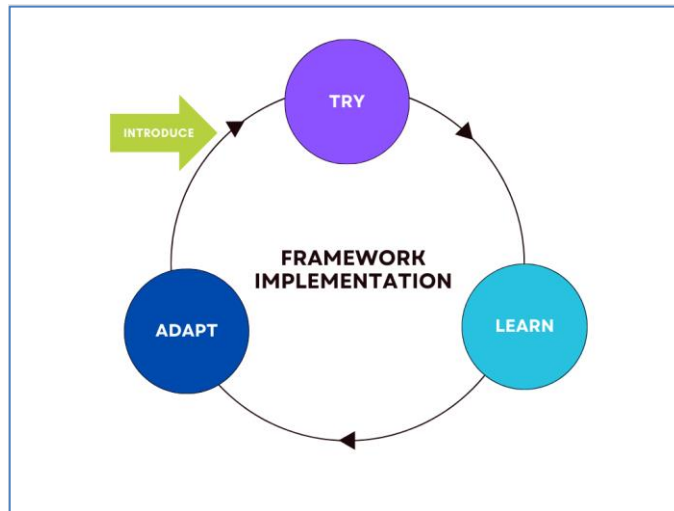 TRY
INTRODUCE
FRAMEWORK
IMPLEMENTATION
ADAPT
LEARN